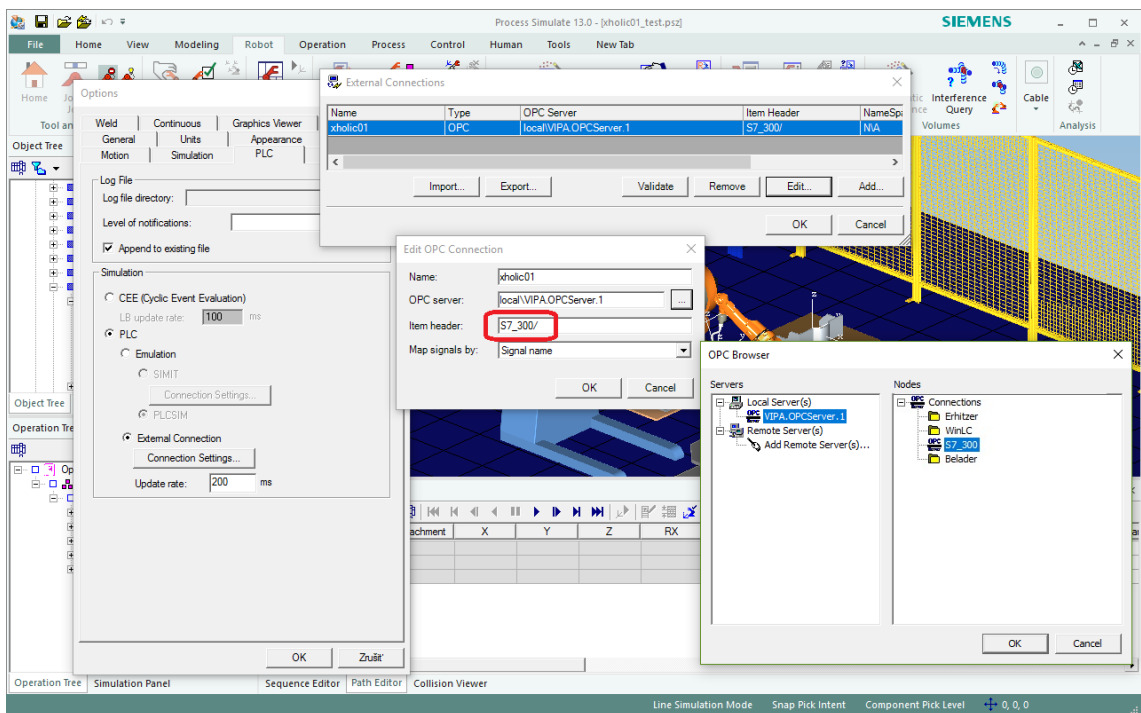 Process Simulate 13.0 - [xholic01_test.psz]
SIEMENS
File Home View Modeling Robot Operation Process Control Human Tools New Tab
Home
Tool an
Interference
Query
Volumes
Cable
Analysis
Object Tree
Object Tree
Operation Tre
Op
Options
Weld Continuous Graphics Viewer
General Units Appearance
Motion Simulation PLC
Log File
Log file directory:
Level of notifications:
Append to existing file
Simulation
CEE (Cyclic Event Evaluation)
LB update rate: 100 ms
PLC
Emulation
SIMIT
Connection Settings...
PLCSIM
External Connection
Connection Settings...
Update rate: 200 ms
OK Zrušiť
External Connections
Name Type OPC Server Item Header NameSpa
xholic01 OPC local\VIPA.OPCServer.1 S7_300/ N\A
Import... Export... Validate Remove Edit... Add...
OK Cancel
Edit OPC Connection
Name: xholic01
OPC server: local\VIPA.OPCServer.1 ...
Item header: S7_300/
Map signals by: Signal name
OK Cancel
OPC Browser
Servers
Local Server(s)
VIPA.OPCServer.1
Remote Server(s)
Add Remote Server(s)...
Nodes
Connections
Erhitzer
WinLC
S7_300
Belader
OK Cancel
achment X Y Z RX
Operation Tree Simulation Panel Sequence Editor Path Editor Collision Viewer
Line Simulation Mode Snap Pick Intent Component Pick Level 0, 0, 0